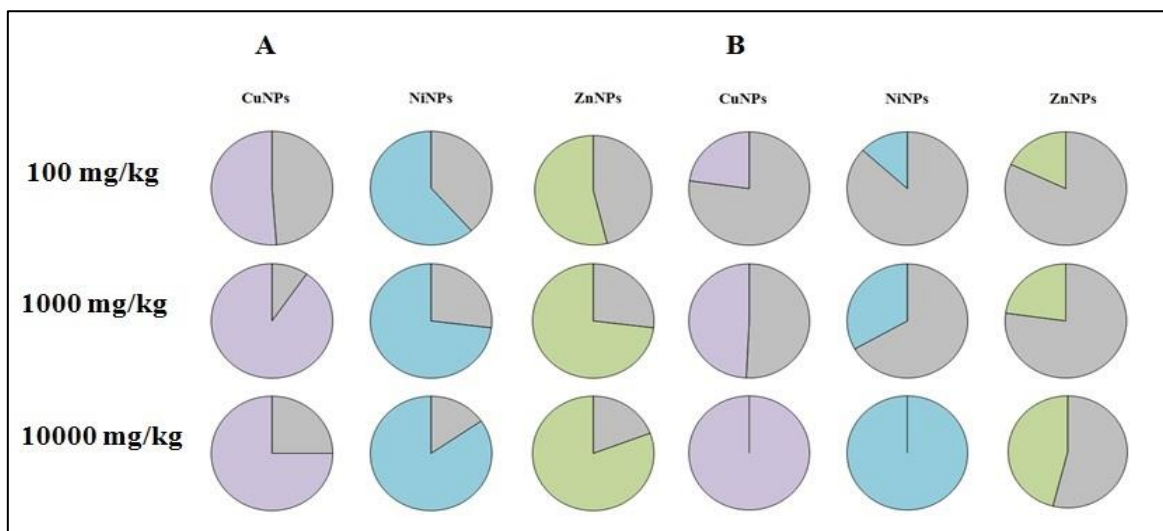 A B
CuNPs NiNPs ZnNPs CuNPs NiNPs ZnNPs
100 mg/kg
1000 mg/kg
10000 mg/kg